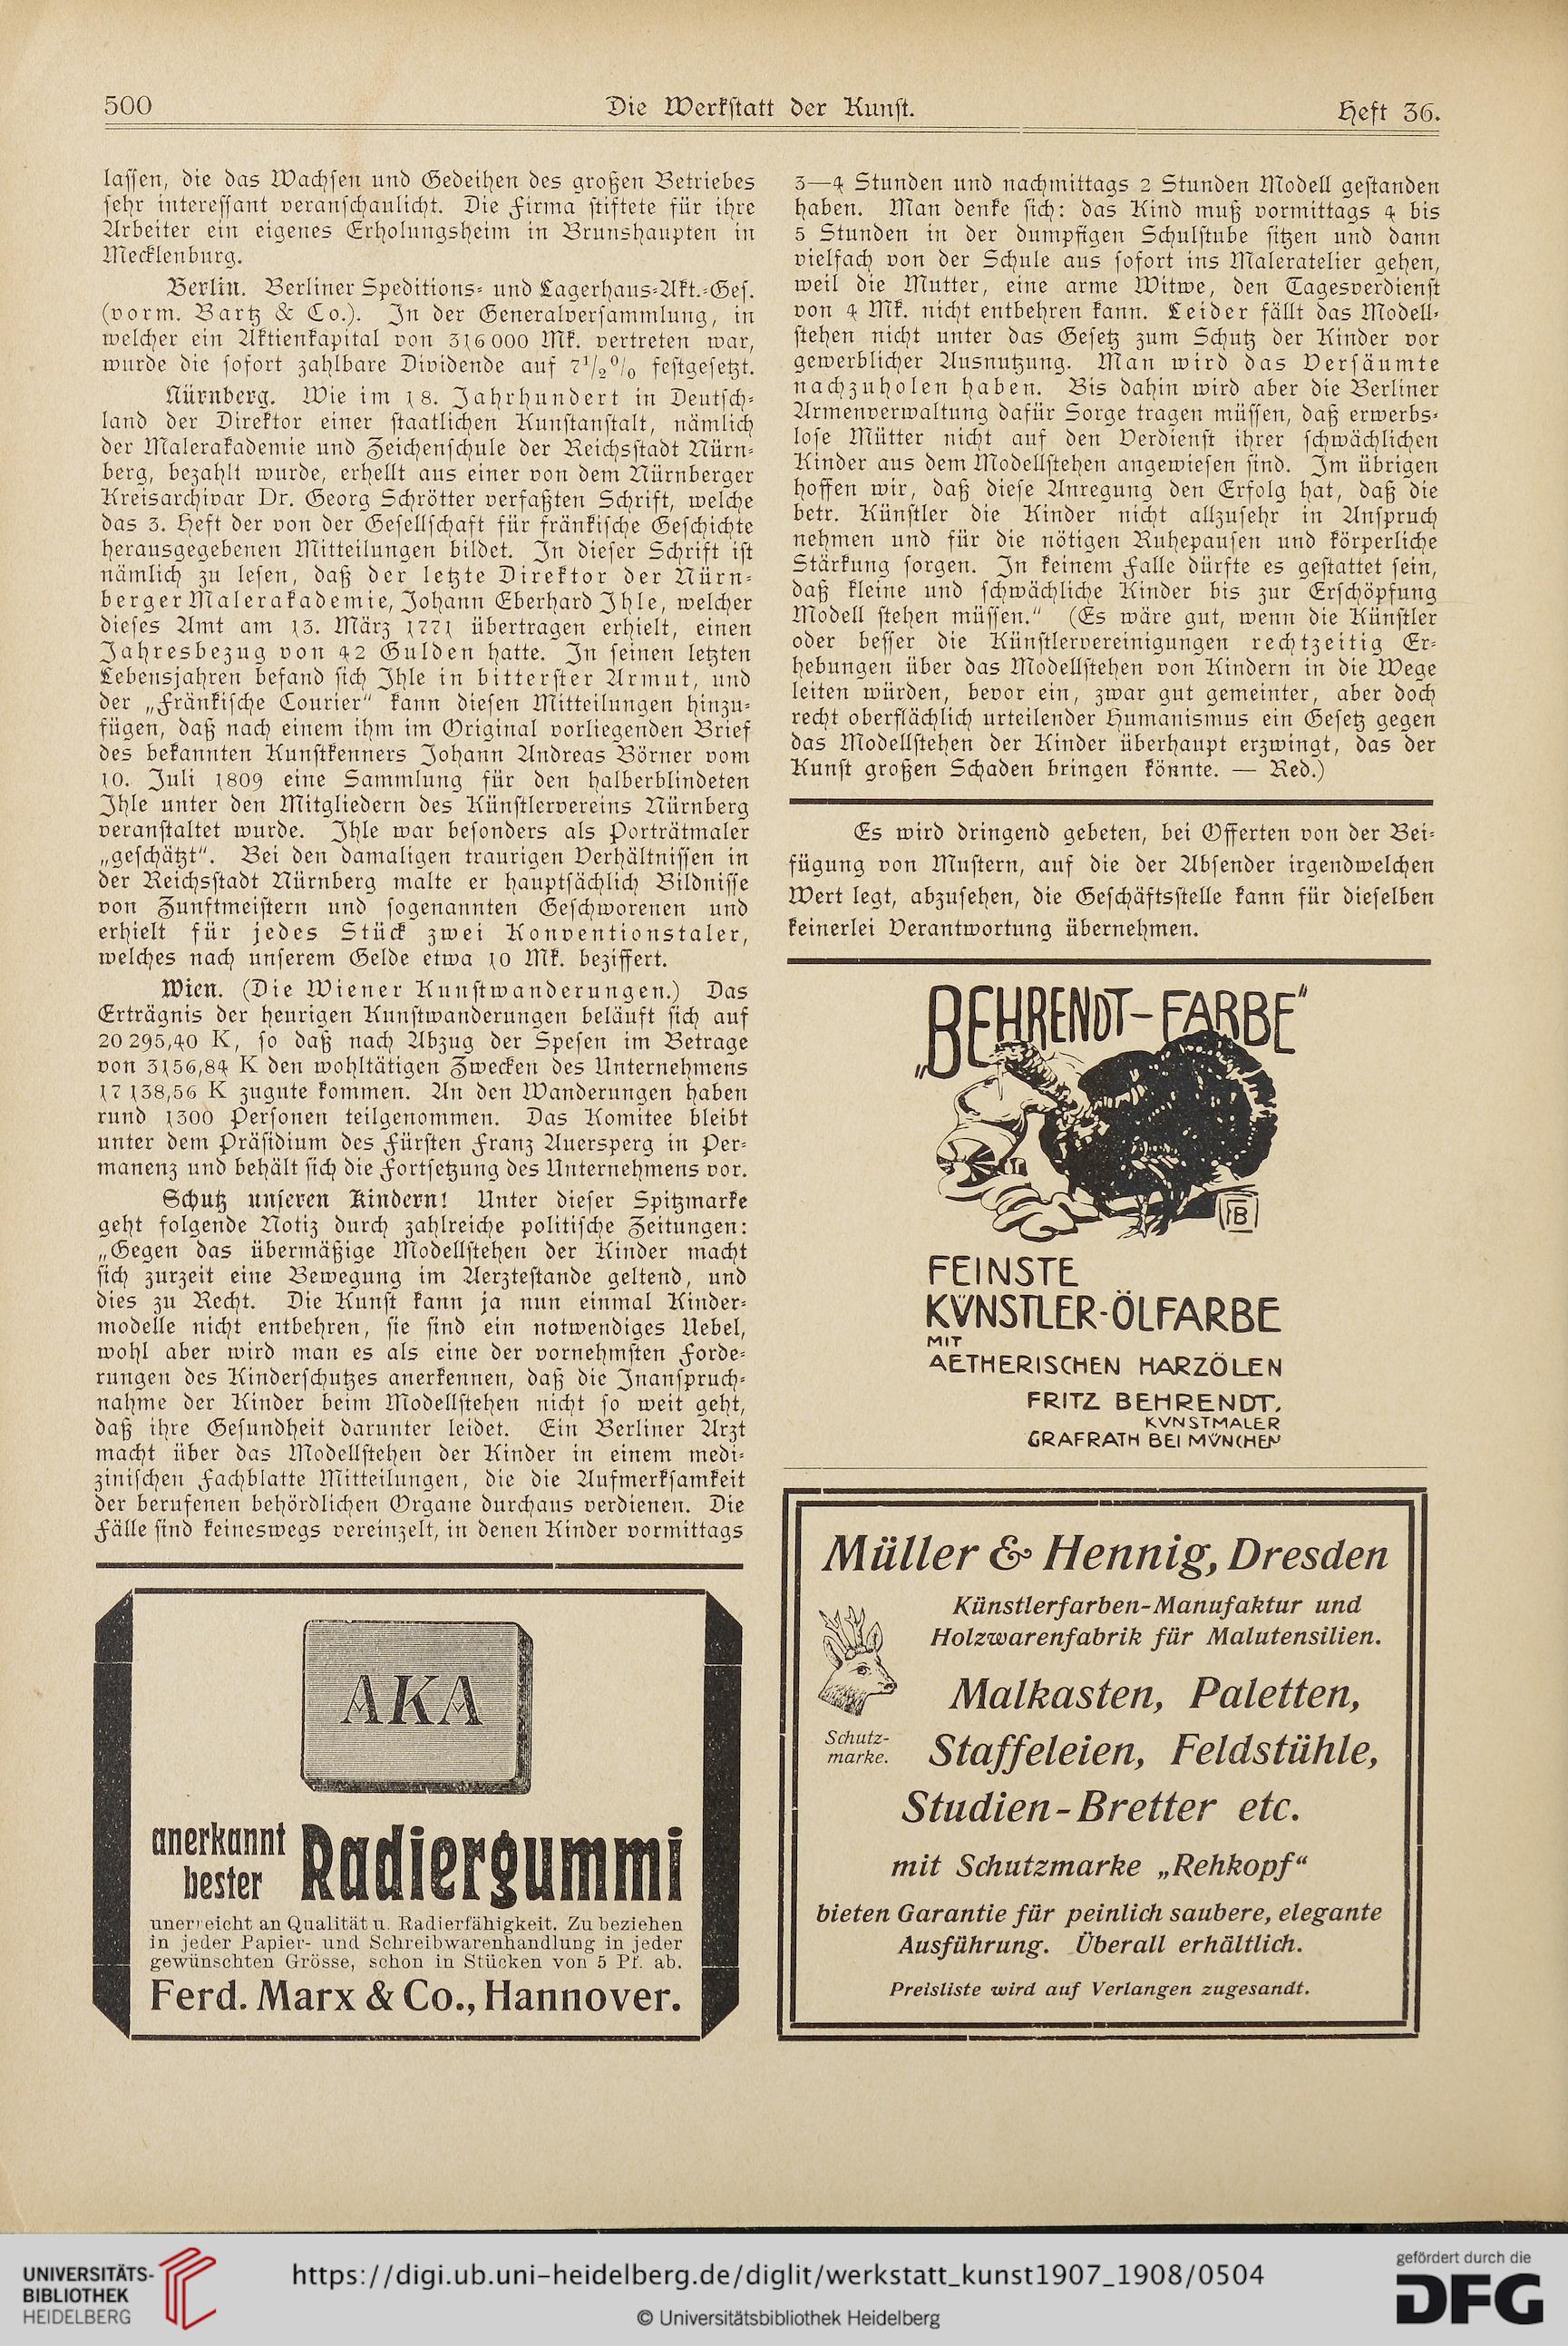 500
Die Werkstatt der Kunst.
Heft 36.
lassen, die das Wachsen und Gedeihen des großen Betriebes
sehr interessant veranschaulicht. Die Firma stiftete für ihre
Arbeiter ein eigenes Erholungsheim in Brunshaupten in
Mecklenburg.
Berlin. Berliner Speditions- und Lagerhaus-Akt.-Ges.
(vorm. Bartz & Co.). In der Generalversammlung, in
welcher ein Aktienkapital von 316000 Mk. vertreten war,
wurde die sofort zahlbare Dividende auf 7½% festgesetzt.
Nürnberg. Wie im 18. Jahrhundert in Deutsch-
land der Direktor einer staatlichen Kunstanstalt, nämlich
der Malerakademie und Zeichenschule der Reichsstadt Nürn-
berg, bezahlt wurde, erhellt aus einer von dem Nürnberger
Kreisarchivar Dr. Georg Schrötter verfaßten Schrift, welche
das 3. Heft der von der Gesellschaft für fränkische Geschichte
herausgegebenen Mitteilungen bildet. In dieser Schrift ist
nämlich zu lesen, daß der letzte Direktor der Nürn-
berger Malerakademie, Johann Eberhard Ihle, welcher
dieses Amt am 13. März 1771 übertragen erhielt, einen
Jahresbezug von 42 Gulden hatte. In seinen letzten
Lebensjahren befand sich Ihle in bitterster Armut, und
der „Fränkische Courier“ kann diesen Mitteilungen hinzu-
fügen, daß nach einem ihm im Original vorliegenden Brief
des bekannten Kunstkenners Johann Andreas Börner vom
10. Juli 1809 eine Sammlung für den halberblindeten
Ihle unter den Mitgliedern des Künstlervereins Nürnberg
veranstaltet wurde. Ihle war besonders als Porträtmaler
„geschätzt“. Bei den damaligen traurigen Verhältnissen in
der Reichsstadt Nürnberg malte er hauptsächlich Bildnisse
von Zunftmeistern und sogenannten Geschworenen und
erhielt für jedes Stück zwei Konventionstaler,
welches nach unserem Gelde etwa 10 Mk. beziffert.
Wien. (Die Wiener Kunstwanderungen.) Das
Erträgnis der heurigen Kunstwanderungen beläuft sich auf
20295,40 K, so daß nach Abzug der Spesen im Betrage
von 3156,84 K den wohltätigen Zwecken des Unternehmens
17138,56 K zugute kommen. An den Wanderungen haben
rund 1300 Personen teilgenommen. Das Komitee bleibt
unter dem Präsidium des Fürsten Franz Auersperg in Per-
manenz und behält sich die Fortsetzung des Unternehmens vor.
Schutz unseren Kindern! Unter dieser Spitzmarke
geht folgende Notiz durch zahlreiche politische Zeitungen:
„Gegen das übermäßige Modellstehen der Kinder macht
sich zurzeit eine Bewegung im Aerztestande geltend, und
dies zu Recht. Die Kunst kann ja nun einmal Kinder-
modelle nicht entbehren, sie sind ein notwendiges Uebel,
wohl aber wird man es als eine der vornehmsten Forde-
rungen des Kinderschutzes anerkennen, daß die Inanspruch-
nahme der Kinder beim Modellstehen nicht so weit geht,
daß ihre Gesundheit darunter leidet. Ein Berliner Arzt
macht über das Modellstehen der Kinder in einem medi-
zinischen Fachblatte Mitteilungen, die die Aufmerksamkeit
der berufenen behördlichen Organe durchaus verdienen. Die
Fälle sind keineswegs vereinzelt, in denen Kinder vormittags
3—4 Stunden und nachmittags 2 Stunden Modell gestanden
haben. Man denke sich: das Kind muß vormittags 4 bis
5 Stunden in der dumpfigen Schulstube sitzen und dann
vielfach von der Schule aus sofort ins Maleratelier gehen,
weil die Mutter, eine arme Witwe, den Tagesverdienst
von 4 Mk. nicht entbehren kann. Leider fällt das Modell-
stehen nicht unter das Gesetz zum Schutz der Kinder vor
gewerblicher Ausnutzung. Man wird das Versäumte
nachzuholen haben. Bis dahin wird aber die Berliner
Armenverwaltung dafür Sorge tragen müssen, daß erwerbs-
lose Mütter nicht auf den Verdienst ihrer schwächlichen
Kinder aus dem Modellstehen angewiesen sind. Im übrigen
hoffen wir, daß diese Anregung den Erfolg hat, daß die
betr. Künstler die Kinder nicht allzusehr in Anspruch
nehmen und für die nötigen Ruhepausen und körperliche
Stärkung sorgen. In keinem Falle dürfte es gestattet sein,
daß kleine und schwächliche Kinder bis zur Erschöpfung
Modell stehen müssen.“ (Es wäre gut, wenn die Künstler
oder besser die Künstlervereinigungen rechtzeitig Er-
hebungen über das Modellstehen von Kindern in die Wege
leiten würden, bevor ein, zwar gut gemeinter, aber doch
recht oberflächlich urteilender Humanismus ein Gesetz gegen
das Modellstehen der Kinder überhaupt erzwingt, das der
Kunst großen Schaden bringen könnte. — Red.)
Es wird dringend gebeten, bei Offerten von der Bei-
fügung von Mustern, auf die der Absender irgendwelchen
Wert legt, abzusehen, die Geschäftsstelle kann für dieselben
keinerlei Verantwortung übernehmen.
„BEHRENDT-FARBE“
FB
FEINSTE
KVNSTLER-ÖLFARBE
MIT
AETHERISCHEN HARZÖLEN
FRITZ BEHRENDT.
KVNSTMALER
GRAFRATH BEI MVNCHEN
AKA
anerkannt
bester Radiergummi
unerreicht an Qualität u. Radierfähigkeit. Zu beziehen
in jeder Papier- und Schreibwarenhandlung in jeder
gewünschten Grösse, schon in Stücken von 5 Pf. ab.
Ferd. Marx & Co., Hannover.
Müller & Hennig, Dresden
Künstlerfarben-Manufaktur und
Holzwarenfabrik für Malutensilien.
Malkasten, Paletten,
Schutz-
marke.
Staffeleien, Feldstühle,
Studien-Bretter etc.
mit Schutzmarke „Rehkopf“
bieten Garantie für peinlich saubere, elegante
Ausführung. Überall erhältlich.
Preisliste wird auf Verlangen zugesandt.
UNIVERSITÄTS-
BIBLIOTHEK
HEIDELBERG
https://digi.ub.uni-heidelberg.de/diglit/werkstatt_kunst1907_1908/0504
© Universitätsbibliothek Heidelberg
gefördert durch die
DFG